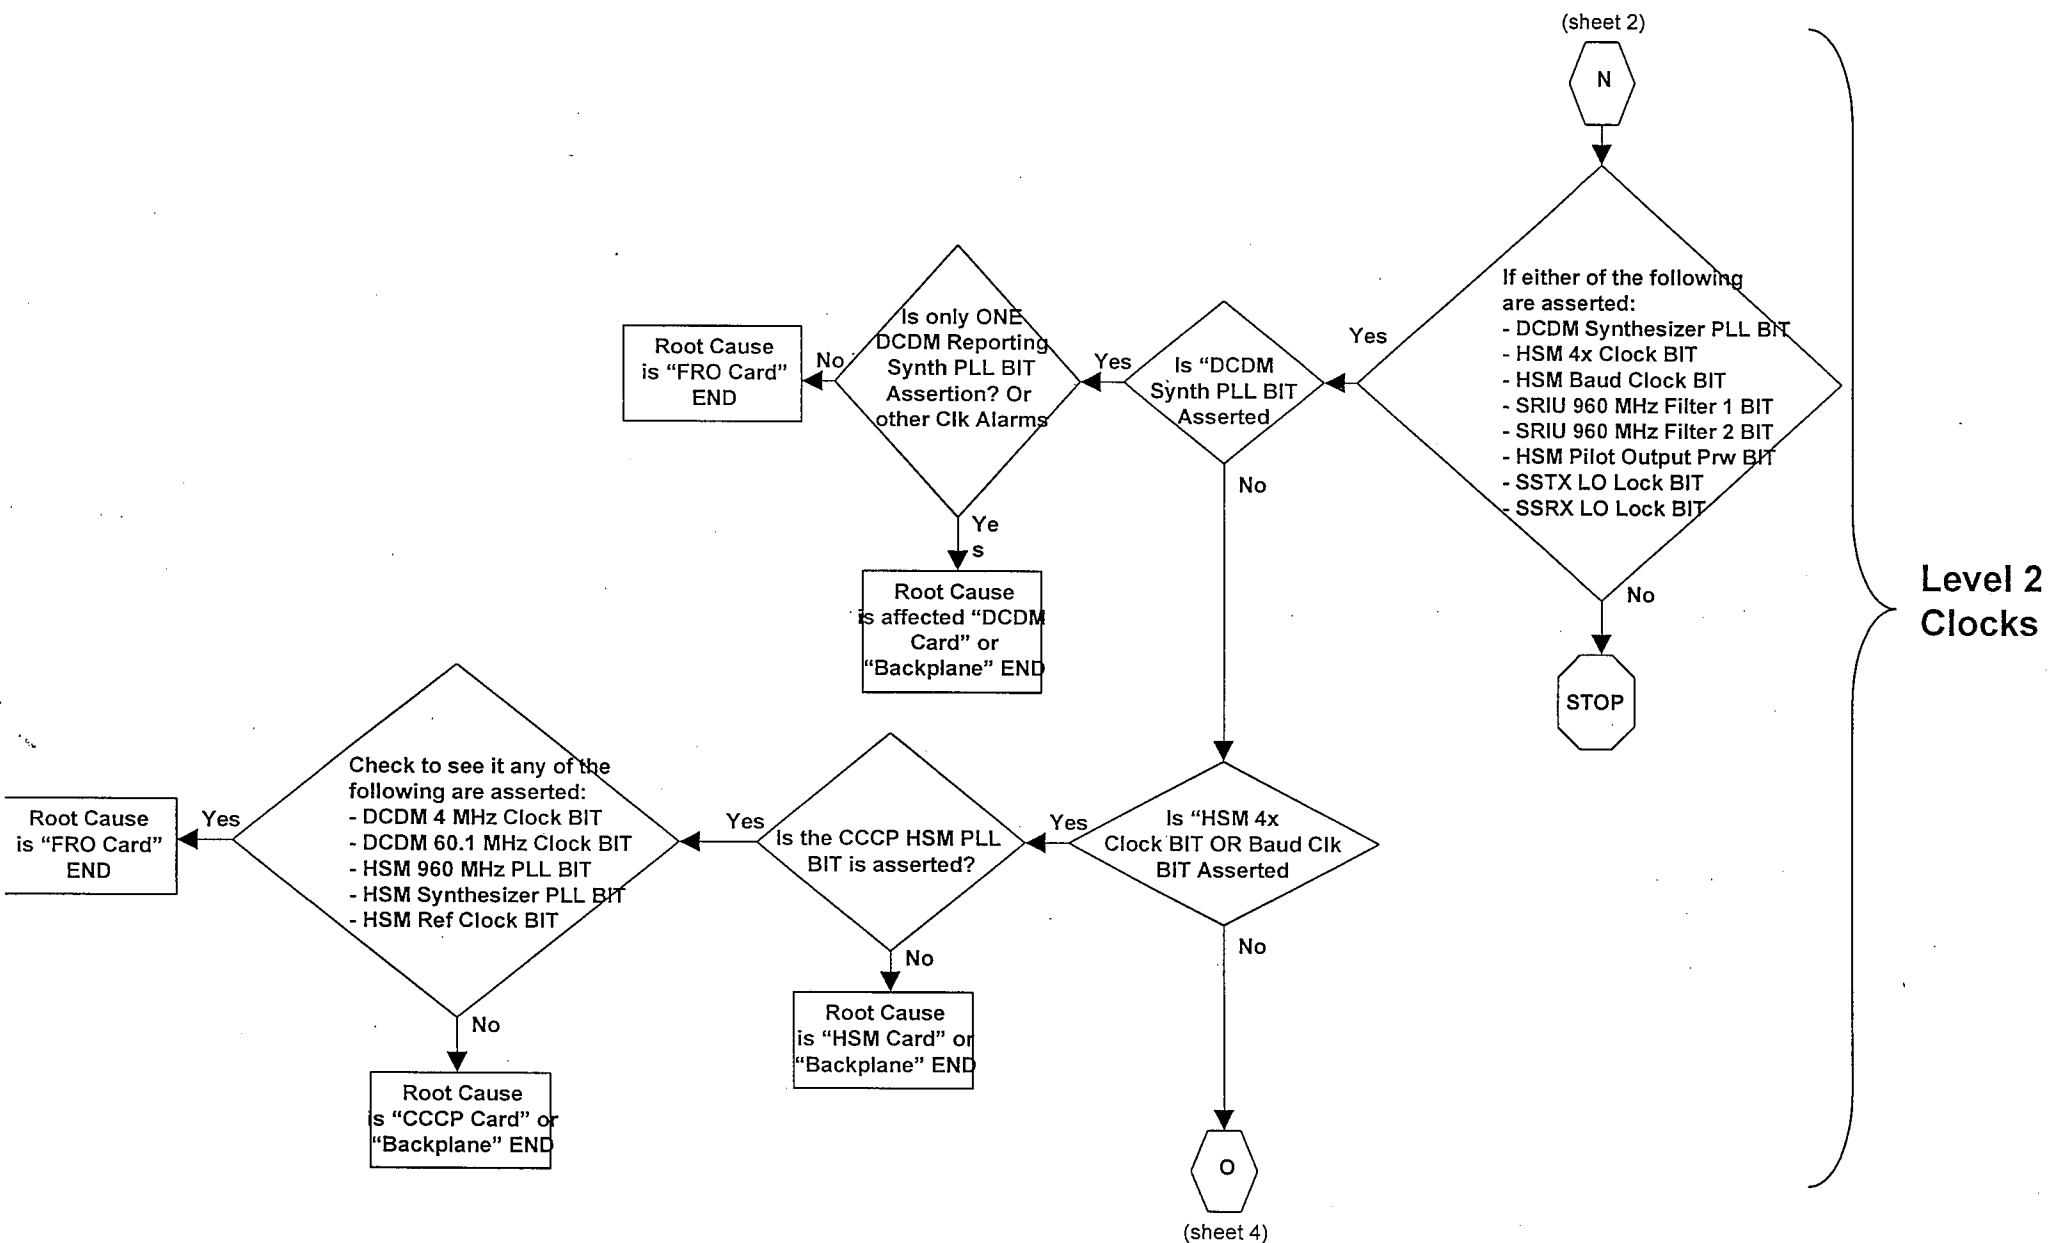 (sheet 2)
N
If either of the following
are asserted:
- DCDM Synthesizer PLL BIT
- HSM 4x Clock BIT
- HSM Baud Clock BIT
- SRIU 960 MHz Filter 1 BIT
- SRIU 960 MHz Filter 2 BIT
- HSM Pilot Output Prw BIT
- SSTX LO Lock BIT
- SSRX LO Lock BIT
Yes
No
STOP
Is "DCDM
Synth PLL BIT
Asserted
Yes
No
Is only ONE
DCDM Reporting
Synth PLL BIT
Assertion? Or
other Clk Alarms
No
Ye
s
Root Cause
is "FRO Card"
END
Root Cause
is affected "DCDM
Card" or
"Backplane" END
Level 2
Clocks
Is "HSM 4x
Clock BIT OR Baud Clk
BIT Asserted
Yes
No
Is the CCCP HSM PLL
BIT is asserted?
Yes
No
Root Cause
is "HSM Card" or
"Backplane" END
Check to see it any of the
following are asserted:
- DCDM 4 MHz Clock BIT
- DCDM 60.1 MHz Clock BIT
- HSM 960 MHz PLL BIT
- HSM Synthesizer PLL BIT
- HSM Ref Clock BIT
Yes
No
Root Cause
is "FRO Card"
END
Root Cause
is "CCCP Card" or
"Backplane" END
O
(sheet 4)